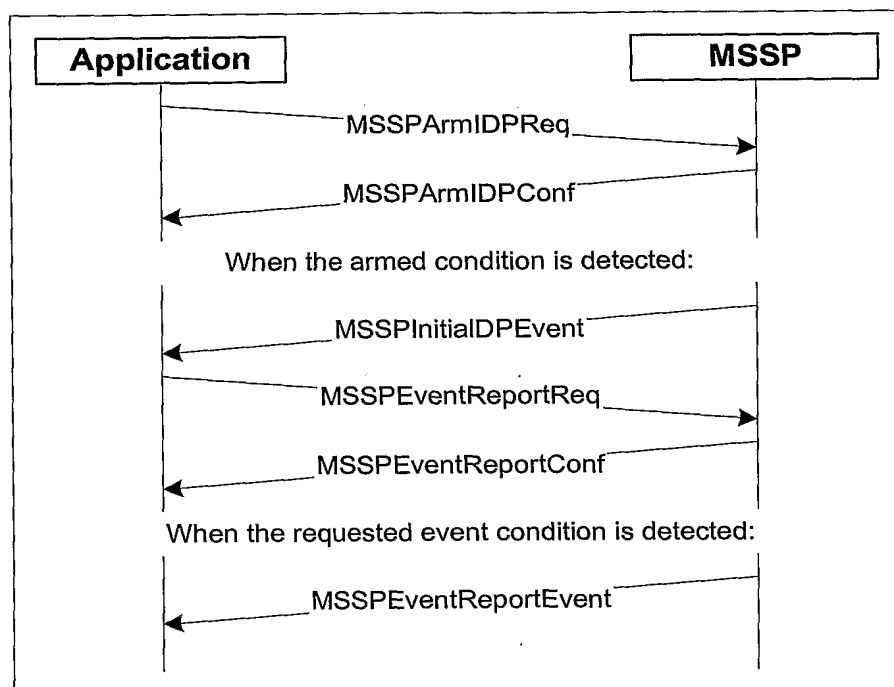 Application
MSSP
MSSPArmIDPReq
MSSPArmIDPConf
When the armed condition is detected:
MSSPInitialDPEvent
MSSPEventReportReq
MSSPEventReportConf
When the requested event condition is detected:
MSSPEventReportEvent